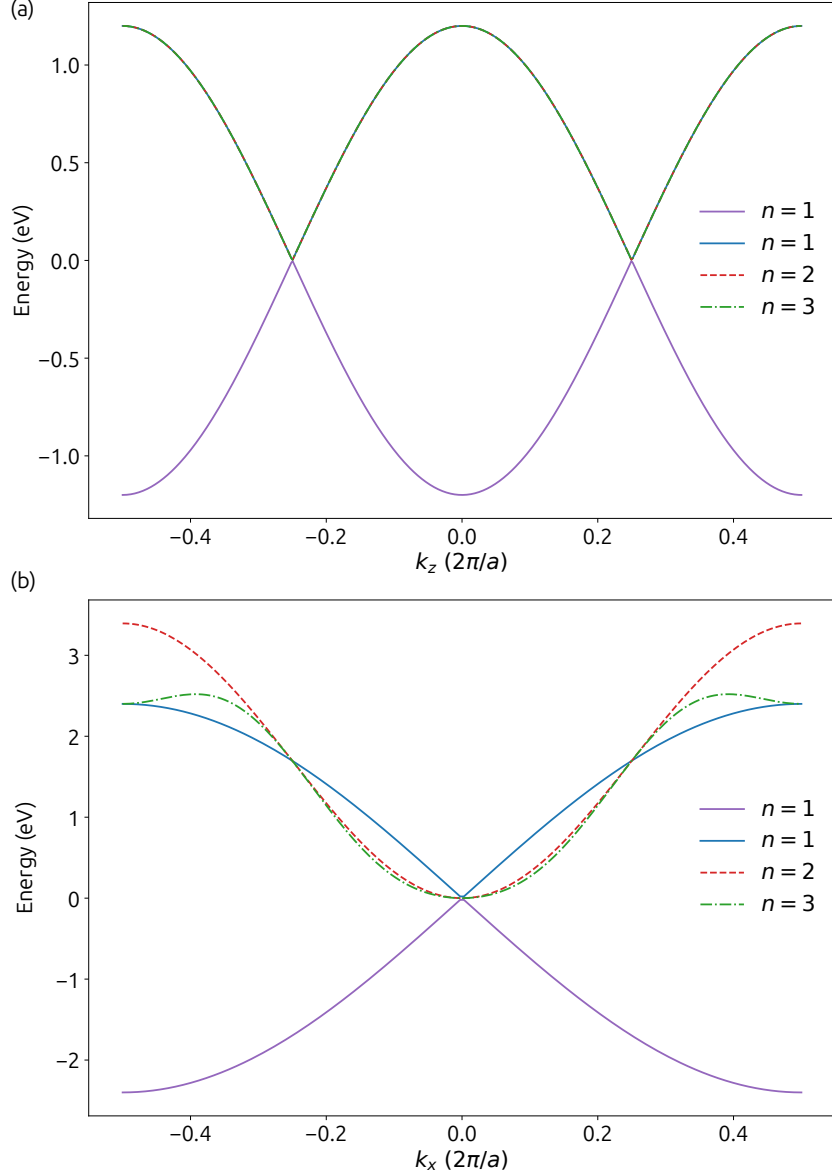 (a)
1.0
0.5
0.0
−0.5
−1.0
Energy (eV)
n = 1
n = 1
n = 2
n = 3
−0.4 −0.2 0.0 0.2 0.4
k_z (2π/a)
(b)
3
2
1
0
−1
−2
Energy (eV)
n = 1
n = 1
n = 2
n = 3
−0.4 −0.2 0.0 0.2 0.4
k_x (2π/a)